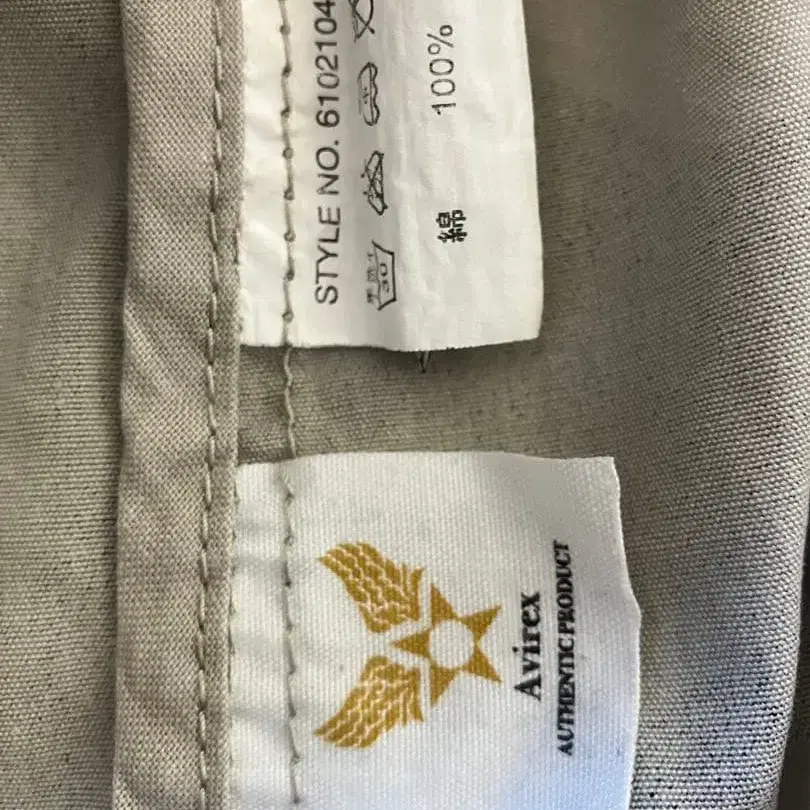 STYLE NO. 6102104
綿 100%
Avirex
AUTHENTIC PRODUCT